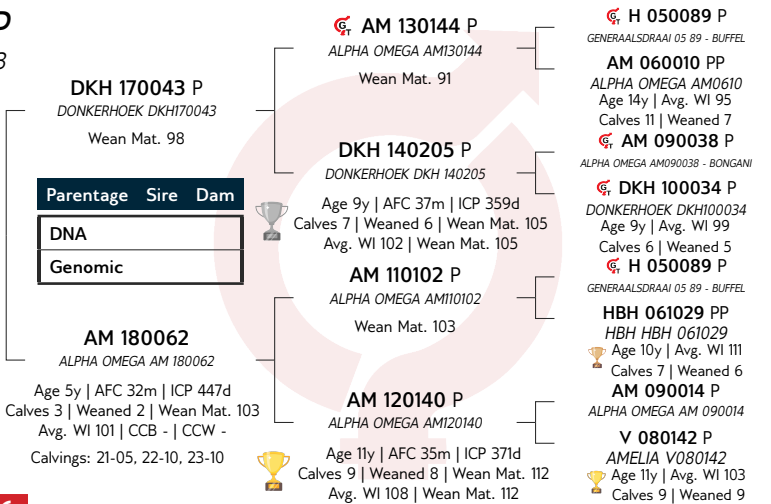 D
3
DKH 170043 P
DONKERHOEK DKH170043
Wean Mat. 98
Parentage Sire Dam
DNA
Genomic
AM 180062
ALPHA OMEGA AM 180062
Age 5y | AFC 32m | ICP 447d
Calves 3 | Weaned 2 | Wean Mat. 103
Avg. WI 101 | CCB - | CCW -
Calvings: 21-05, 22-10, 23-10
GT AM 130144 P
ALPHA OMEGA AM130144
Wean Mat. 91
DKH 140205 P
DONKERHOEK DKH 140205
Age 9y | AFC 37m | ICP 359d
Calves 7 | Weaned 6 | Wean Mat. 105
Avg. WI 102 | Wean Mat. 105
AM 110102 P
ALPHA OMEGA AM110102
Wean Mat. 103
AM 120140 P
ALPHA OMEGA AM120140
Age 11y | AFC 35m | ICP 371d
Calves 9 | Weaned 8 | Wean Mat. 112
Avg. WI 108 | Wean Mat. 112
GT H 050089 P
GENERAALSDRAAI 05 89 - BUFFEL
AM 060010 PP
ALPHA OMEGA AM0610
Age 14y | Avg. WI 95
Calves 11 | Weaned 7
GT AM 090038 P
ALPHA OMEGA AM090038 - BONGANI
GT DKH 100034 P
DONKERHOEK DKH100034
Age 9y | Avg. WI 99
Calves 6 | Weaned 5
GT H 050089 P
GENERAALSDRAAI 05 89 - BUFFEL
HBH 061029 PP
HBH HBH 061029
Age 10y | Avg. WI 111
Calves 7 | Weaned 6
AM 090014 P
ALPHA OMEGA AM 090014
V 080142 P
AMELIA V080142
Age 11y | Avg. WI 103
Calves 9 | Weaned 9